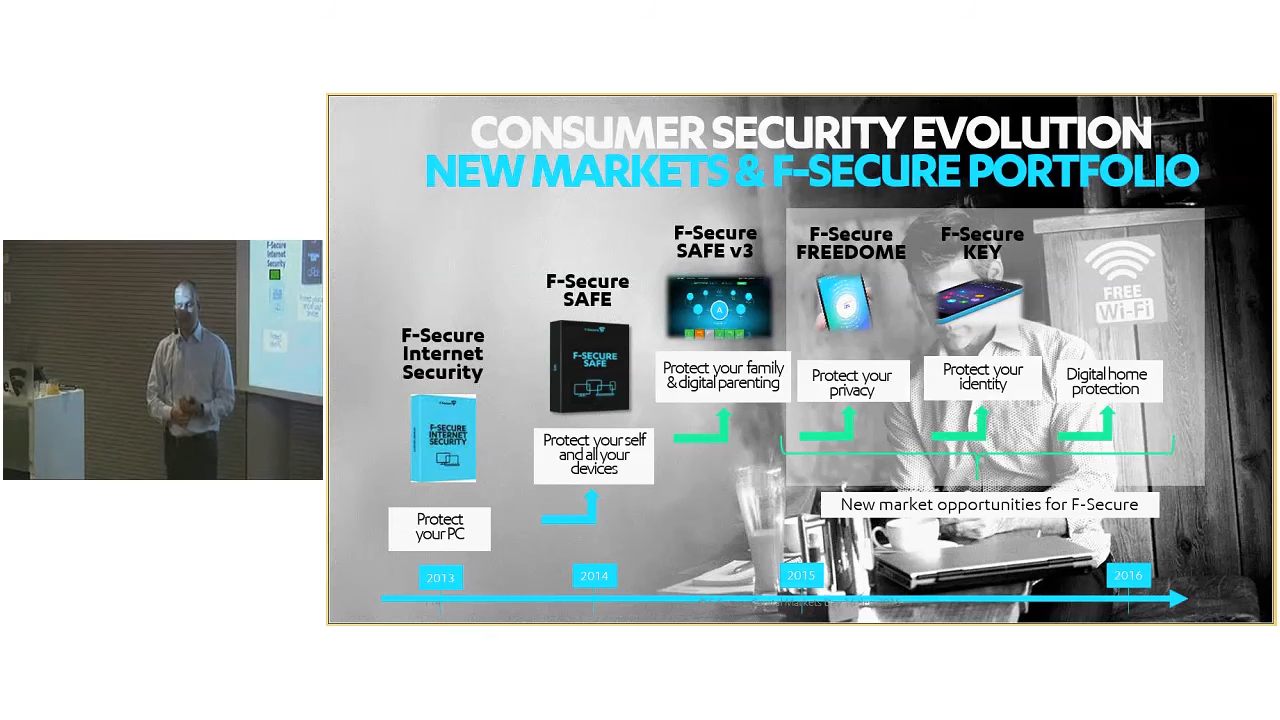 CONSUMER SECURITY EVOLUTION
NEW MARKETS & F-SECURE PORTFOLIO
F-Secure
Internet
Security
F-SECURE
INTERNET
SECURITY
Protect
your PC
F-Secure
SAFE
F-SECURE
SAFE
Protect your self
and all your
devices
F-Secure
SAFE v3
A
Protect your family
& digital parenting
F-Secure
FREEDOME
Protect your
privacy
F-Secure
KEY
Protect your
identity
FREE
Wi-Fi
Digital home
protection
New market opportunities for F-Secure
2013
2014
2015
2016
F-Secure
Internet
Security